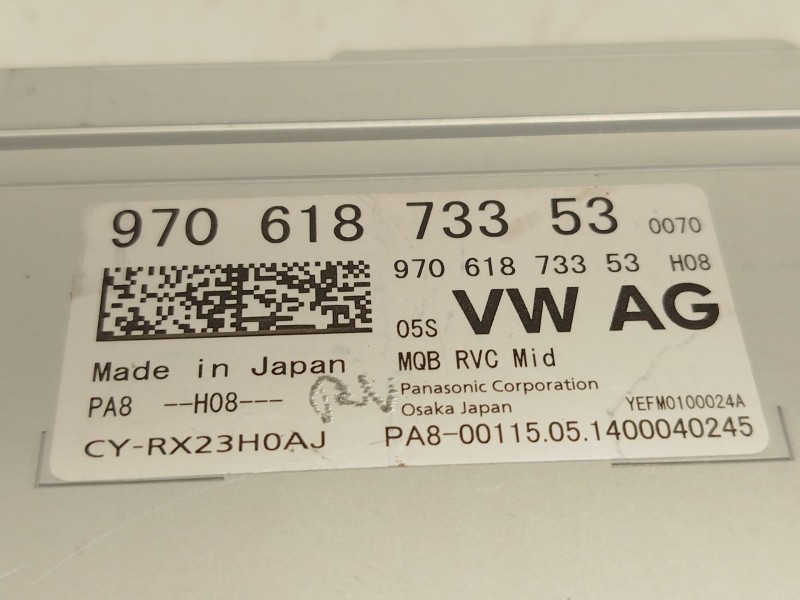 970 618 733 53 0070
970 618 733 53 H08
05S VW AG
Made in Japan
MQB RVC Mid
PA8 --H08---
Panasonic Corporation
Osaka Japan
YEFM0100024A
CY-RX23H0AJ
PA8-00115.05.1400040245